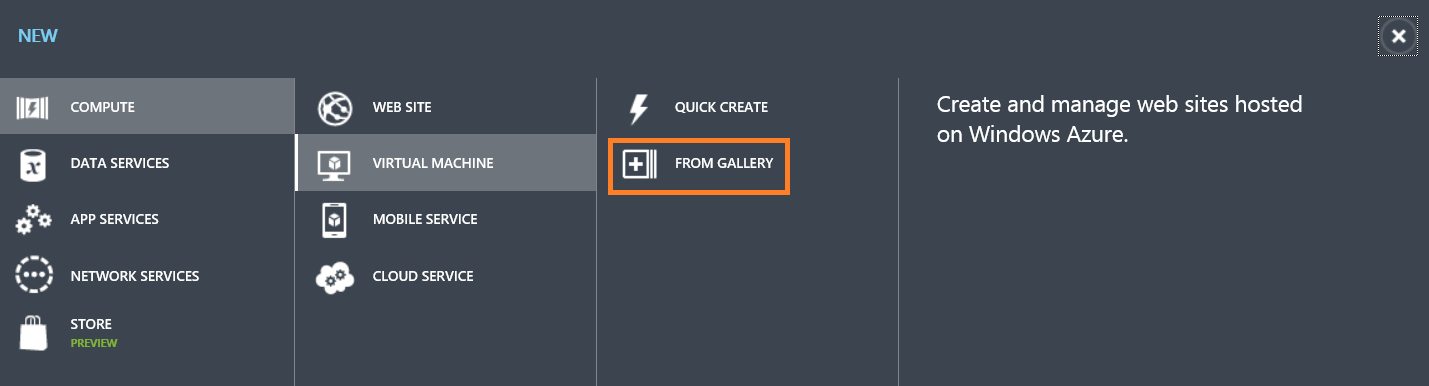 NEW
COMPUTE
DATA SERVICES
APP SERVICES
NETWORK SERVICES
STORE
PREVIEW
WEB SITE
VIRTUAL MACHINE
MOBILE SERVICE
CLOUD SERVICE
QUICK CREATE
FROM GALLERY
Create and manage web sites hosted
on Windows Azure.